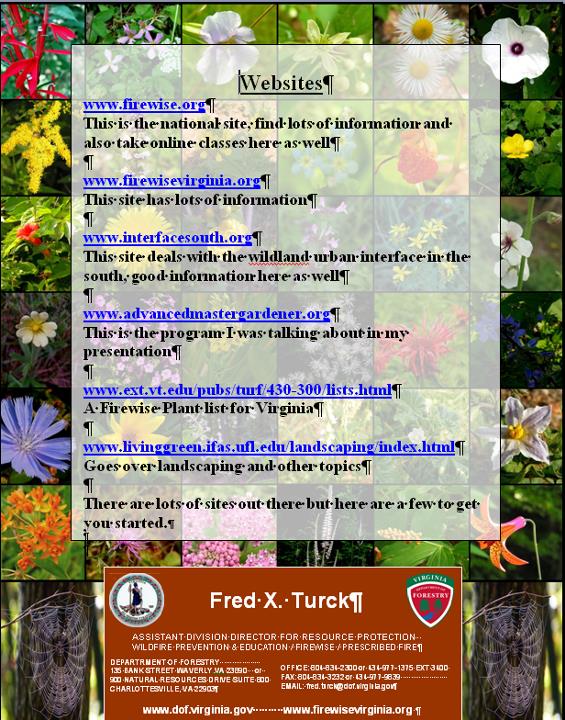 Websites¶
www.firewise.org¶
This is the national site, find lots of information and
also take online classes here as well¶
¶
www.firewisevirginia.org¶
This site has lots of information¶
¶
www.interfacesouth.org¶
This site deals with the wildland urban interface in the
south, good information here as well¶
¶
www.advancedmastergardener.org¶
This is the program I was talking about in my
presentation¶
¶
www.ext.vt.edu/pubs/turf/430-300/lists.html¶
A Firewise Plant list for Virginia¶
¶
www.livinggreen.ifas.ufl.edu/landscaping/index.html¶
Goes over landscaping and other topics¶
¶
There are lots of sites out there but here are a few to get
you started.¶
¶
Fred X. Turck¶
VIRGINIA
FORESTRY
ASSISTANT DIVISION DIRECTOR FOR RESOURCE PROTECTION
WILDFIRE PREVENTION & EDUCATION / FIREWISE / PRESCRIBED FIRE¶
DEPARTMENT OF FORESTRY
135 BANK STREET WAVERLY VA 23890 or
900 NATURAL RESOURCES DRIVE SUITE 800
CHARLOTTESVILLE, VA 22903¶
OFFICE: 804-834-2300 or 434-977-1375 EXT 3400
FAX: 804-834-3232 or 434-977-9839
EMAIL: fred.turck@dof.virginia.gov¶
www.dof.virginia.gov www.firewisevirginia.org ¶